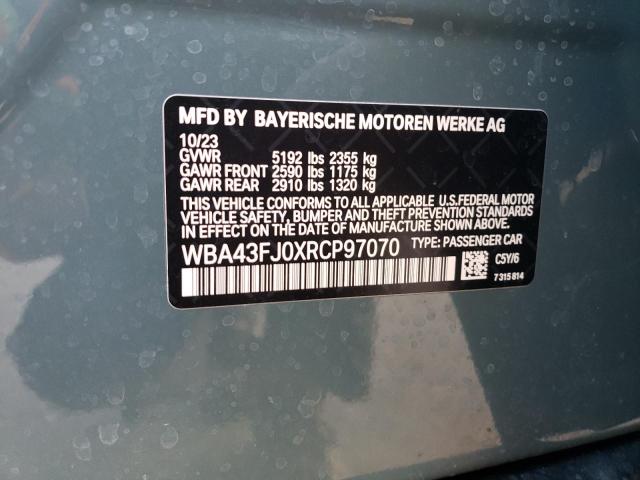 MFD BY BAYERISCHE MOTOREN WERKE AG
10/23
GVWR 5192 lbs 2355 kg
GAWR FRONT 2590 lbs 1175 kg
GAWR REAR 2910 lbs 1320 kg
THIS VEHICLE CONFORMS TO ALL APPLICABLE U.S.FEDERAL MOTOR
VEHICLE SAFETY, BUMPER AND THEFT PREVENTION STANDARDS
IN EFFECT ON THE DATE OF MANUFACTURE SHOWN ABOVE.
WBA43FJ0XRCP97070 TYPE: PASSENGER CAR
C5Y/6
7 315 814